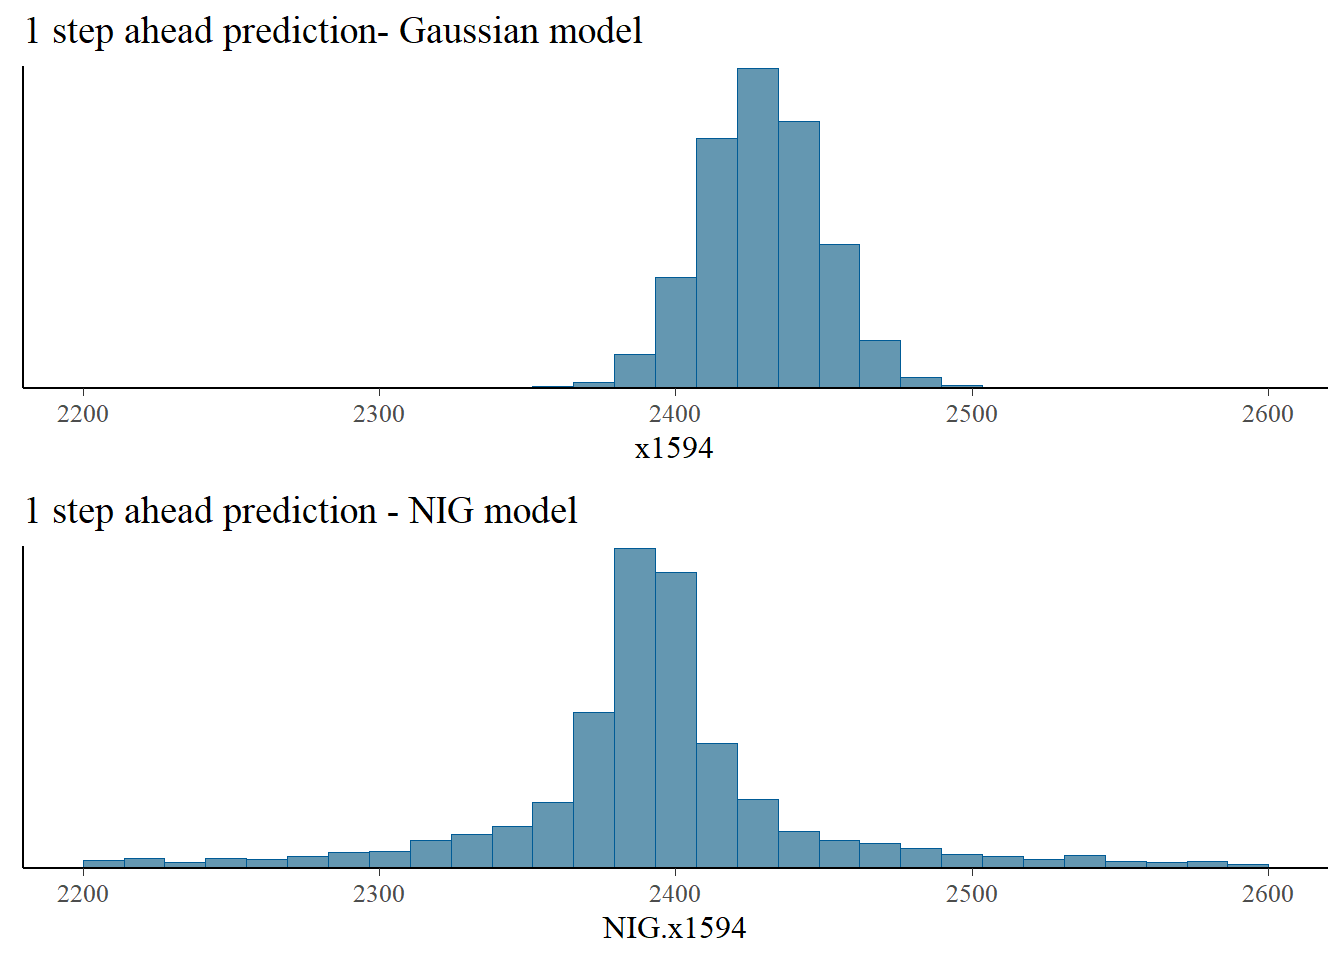 1 step ahead prediction- Gaussian model
2200 2300 2400 2500 2600
x1594
1 step ahead prediction - NIG model
2200 2300 2400 2500 2600
NIG.x1594